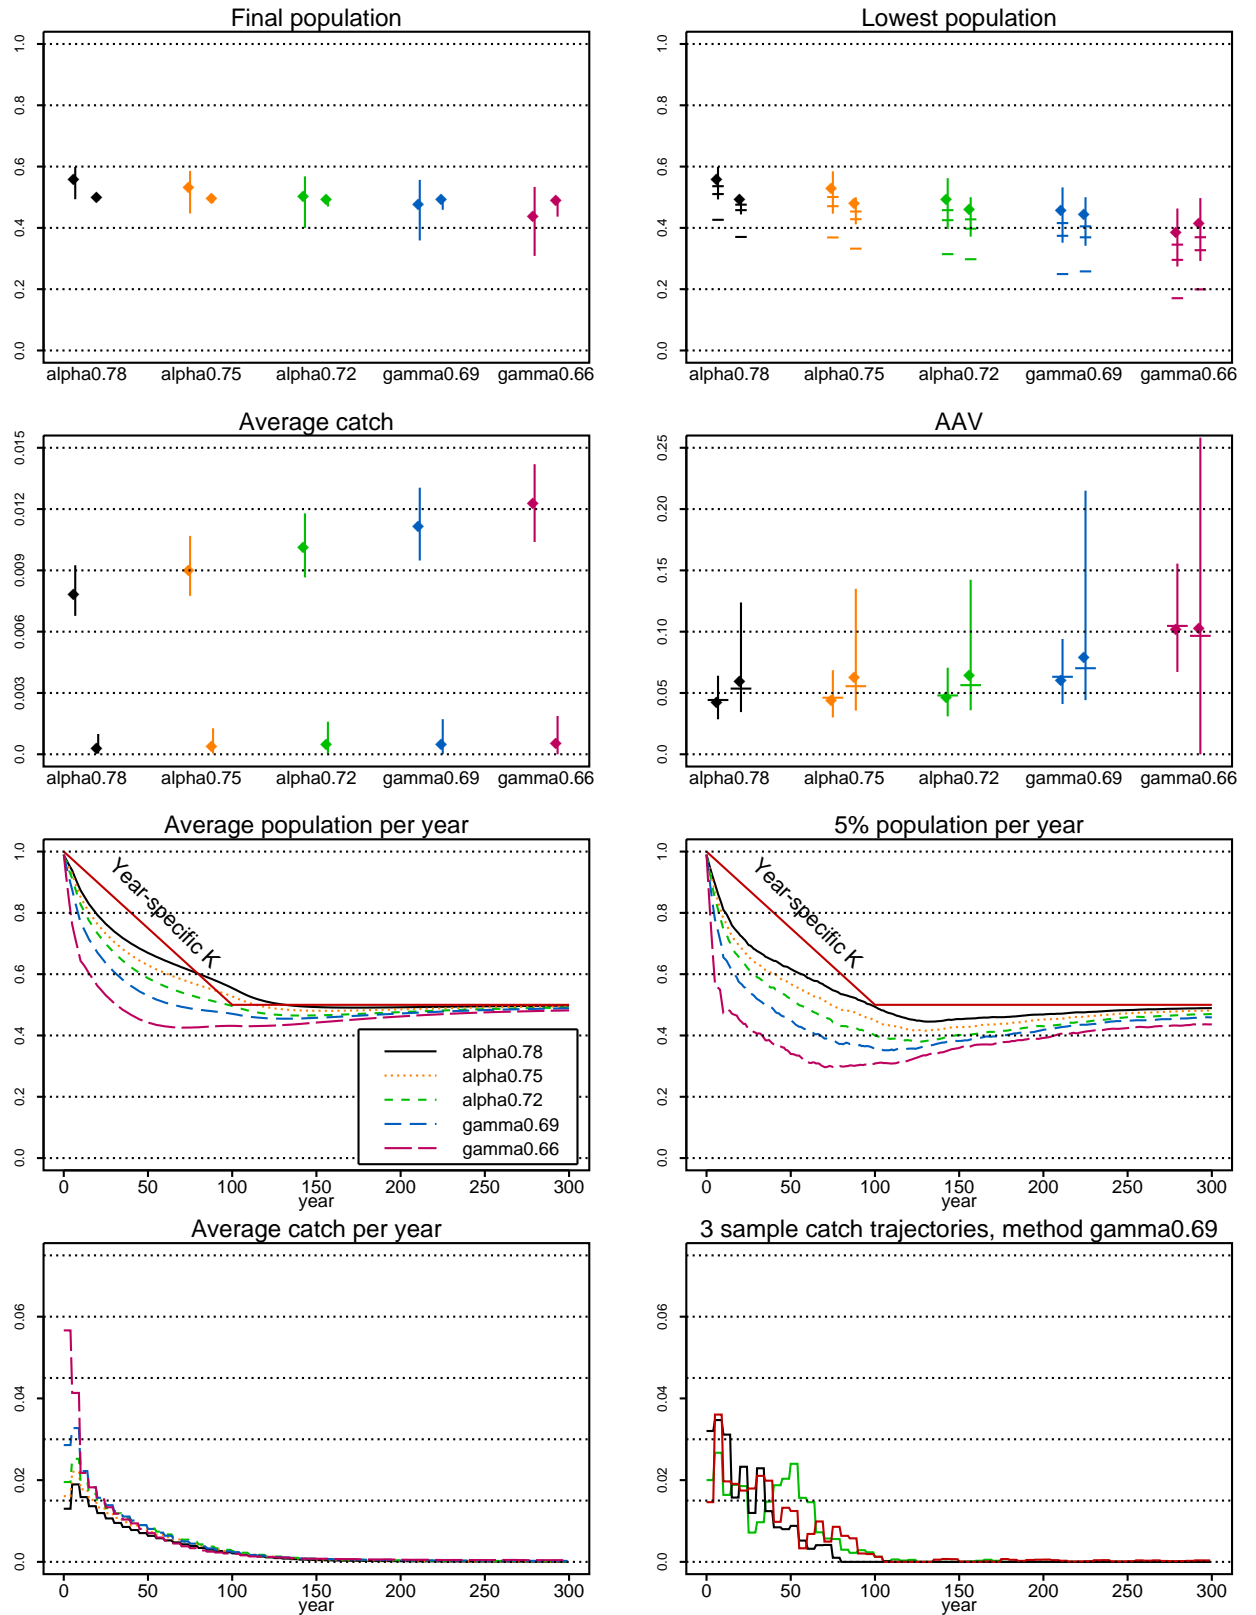 Final population
1.0
0.8
0.6
0.4
0.2
0.0
alpha0.78 alpha0.75 alpha0.72 gamma0.69 gamma0.66
Lowest population
1.0
0.8
0.6
0.4
0.2
0.0
alpha0.78 alpha0.75 alpha0.72 gamma0.69 gamma0.66
Average catch
0.015
0.012
0.009
0.006
0.003
0.0
alpha0.78 alpha0.75 alpha0.72 gamma0.69 gamma0.66
AAV
0.25
0.20
0.15
0.10
0.05
0.0
alpha0.78 alpha0.75 alpha0.72 gamma0.69 gamma0.66
Average population per year
1.0
0.8
0.6
0.4
0.2
0.0
Year-specific K
alpha0.78
alpha0.75
alpha0.72
gamma0.69
gamma0.66
0 50 100 150 200 250 300
year
5% population per year
1.0
0.8
0.6
0.4
0.2
0.0
Year-specific K
0 50 100 150 200 250 300
year
Average catch per year
0.06
0.04
0.02
0.0
0 50 100 150 200 250 300
year
3 sample catch trajectories, method gamma0.69
0.06
0.04
0.02
0.0
0 50 100 150 200 250 300
year